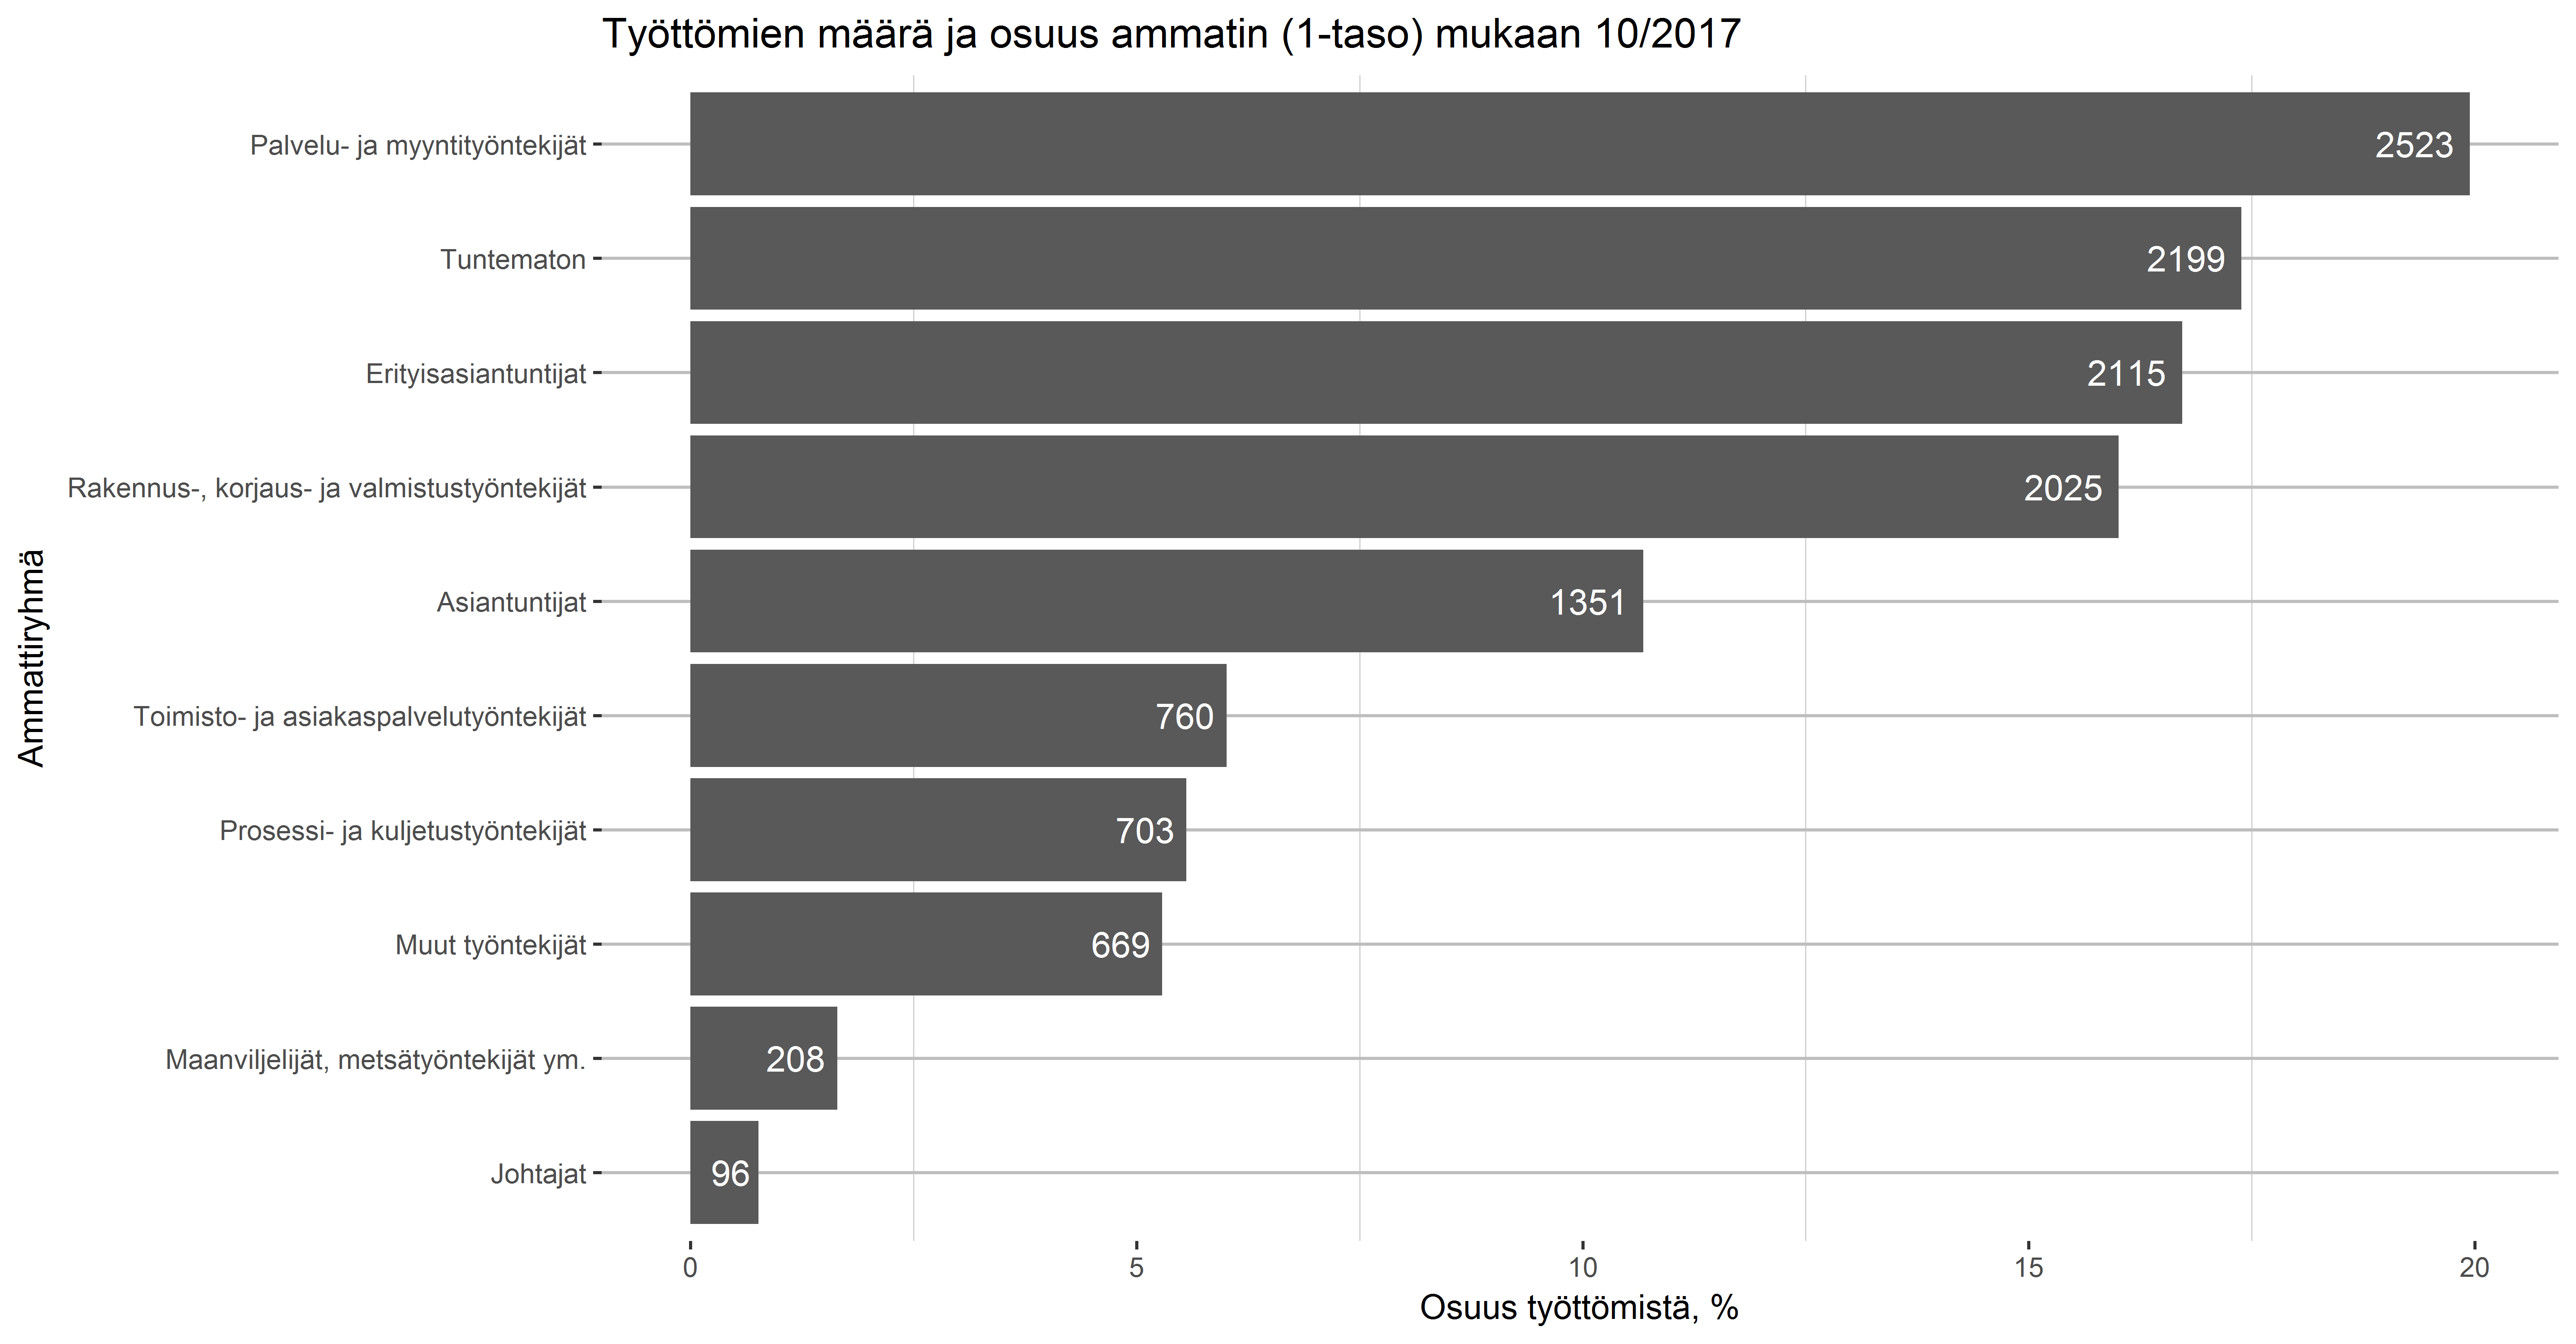 Työttömien määrä ja osuus ammatin (1-taso) mukaan 10/2017
Ammattiryhmä
Palvelu- ja myyntityöntekijät 2523
Tuntematon 2199
Erityisasiantuntijat 2115
Rakennus-, korjaus- ja valmistustyöntekijät 2025
Asiantuntijat 1351
Toimisto- ja asiakaspalvelutyöntekijät 760
Prosessi- ja kuljetustyöntekijät 703
Muut työntekijät 669
Maanviljelijät, metsätyöntekijät ym. 208
Johtajat 96
0 5 10 15 20
Osuus työttömistä, %